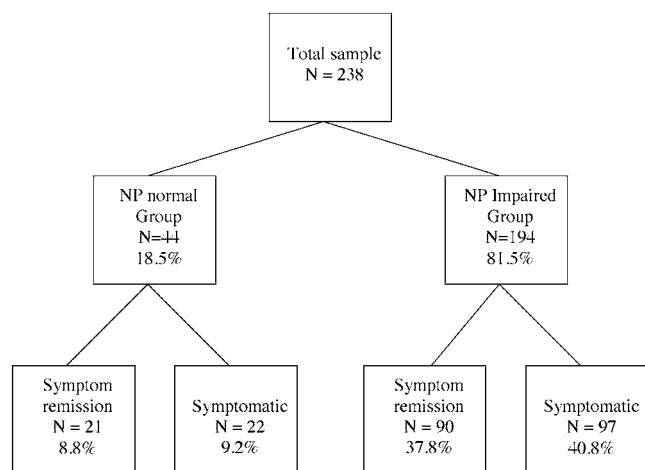 Total sample
N = 238
NP normal
Group
N=44
18.5%
NP Impaired
Group
N=194
81.5%
Symptom
remission
N = 21
8.8%
Symptomatic
N = 22
9.2%
Symptom
remission
N = 90
37.8%
Symptomatic
N = 97
40.8%